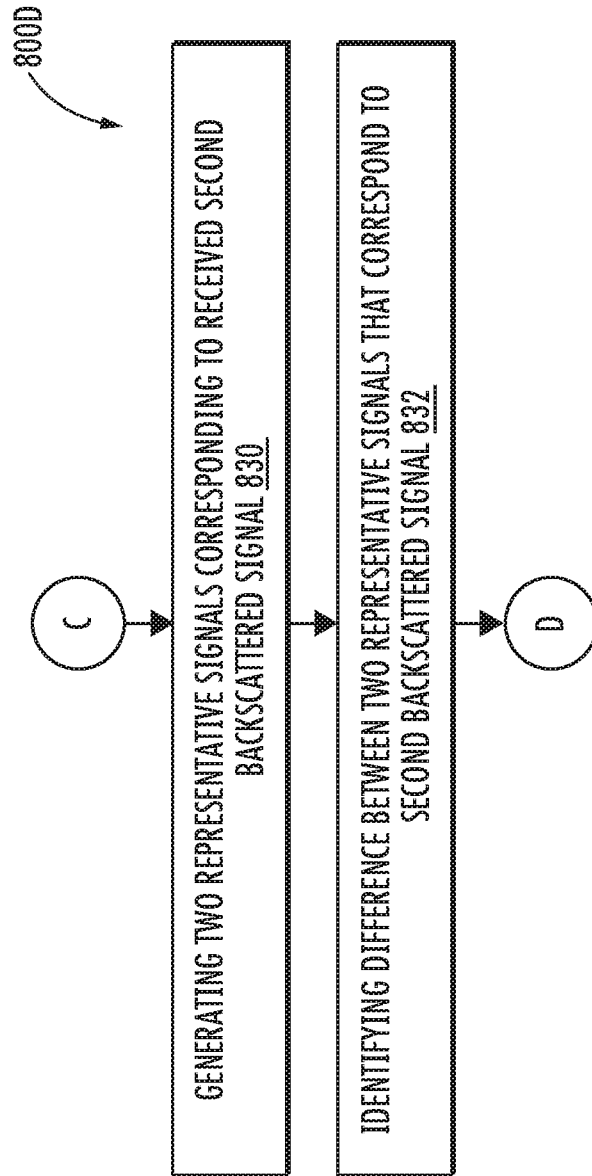 800D
C
GENERATING TWO REPRESENTATIVE SIGNALS CORRESPONDING TO RECEIVED SECOND
BACKSCATTERED SIGNAL 830
IDENTIFYING DIFFERENCE BETWEEN TWO REPRESENTATIVE SIGNALS THAT CORRESPOND TO
SECOND BACKSCATTERED SIGNAL 832
D